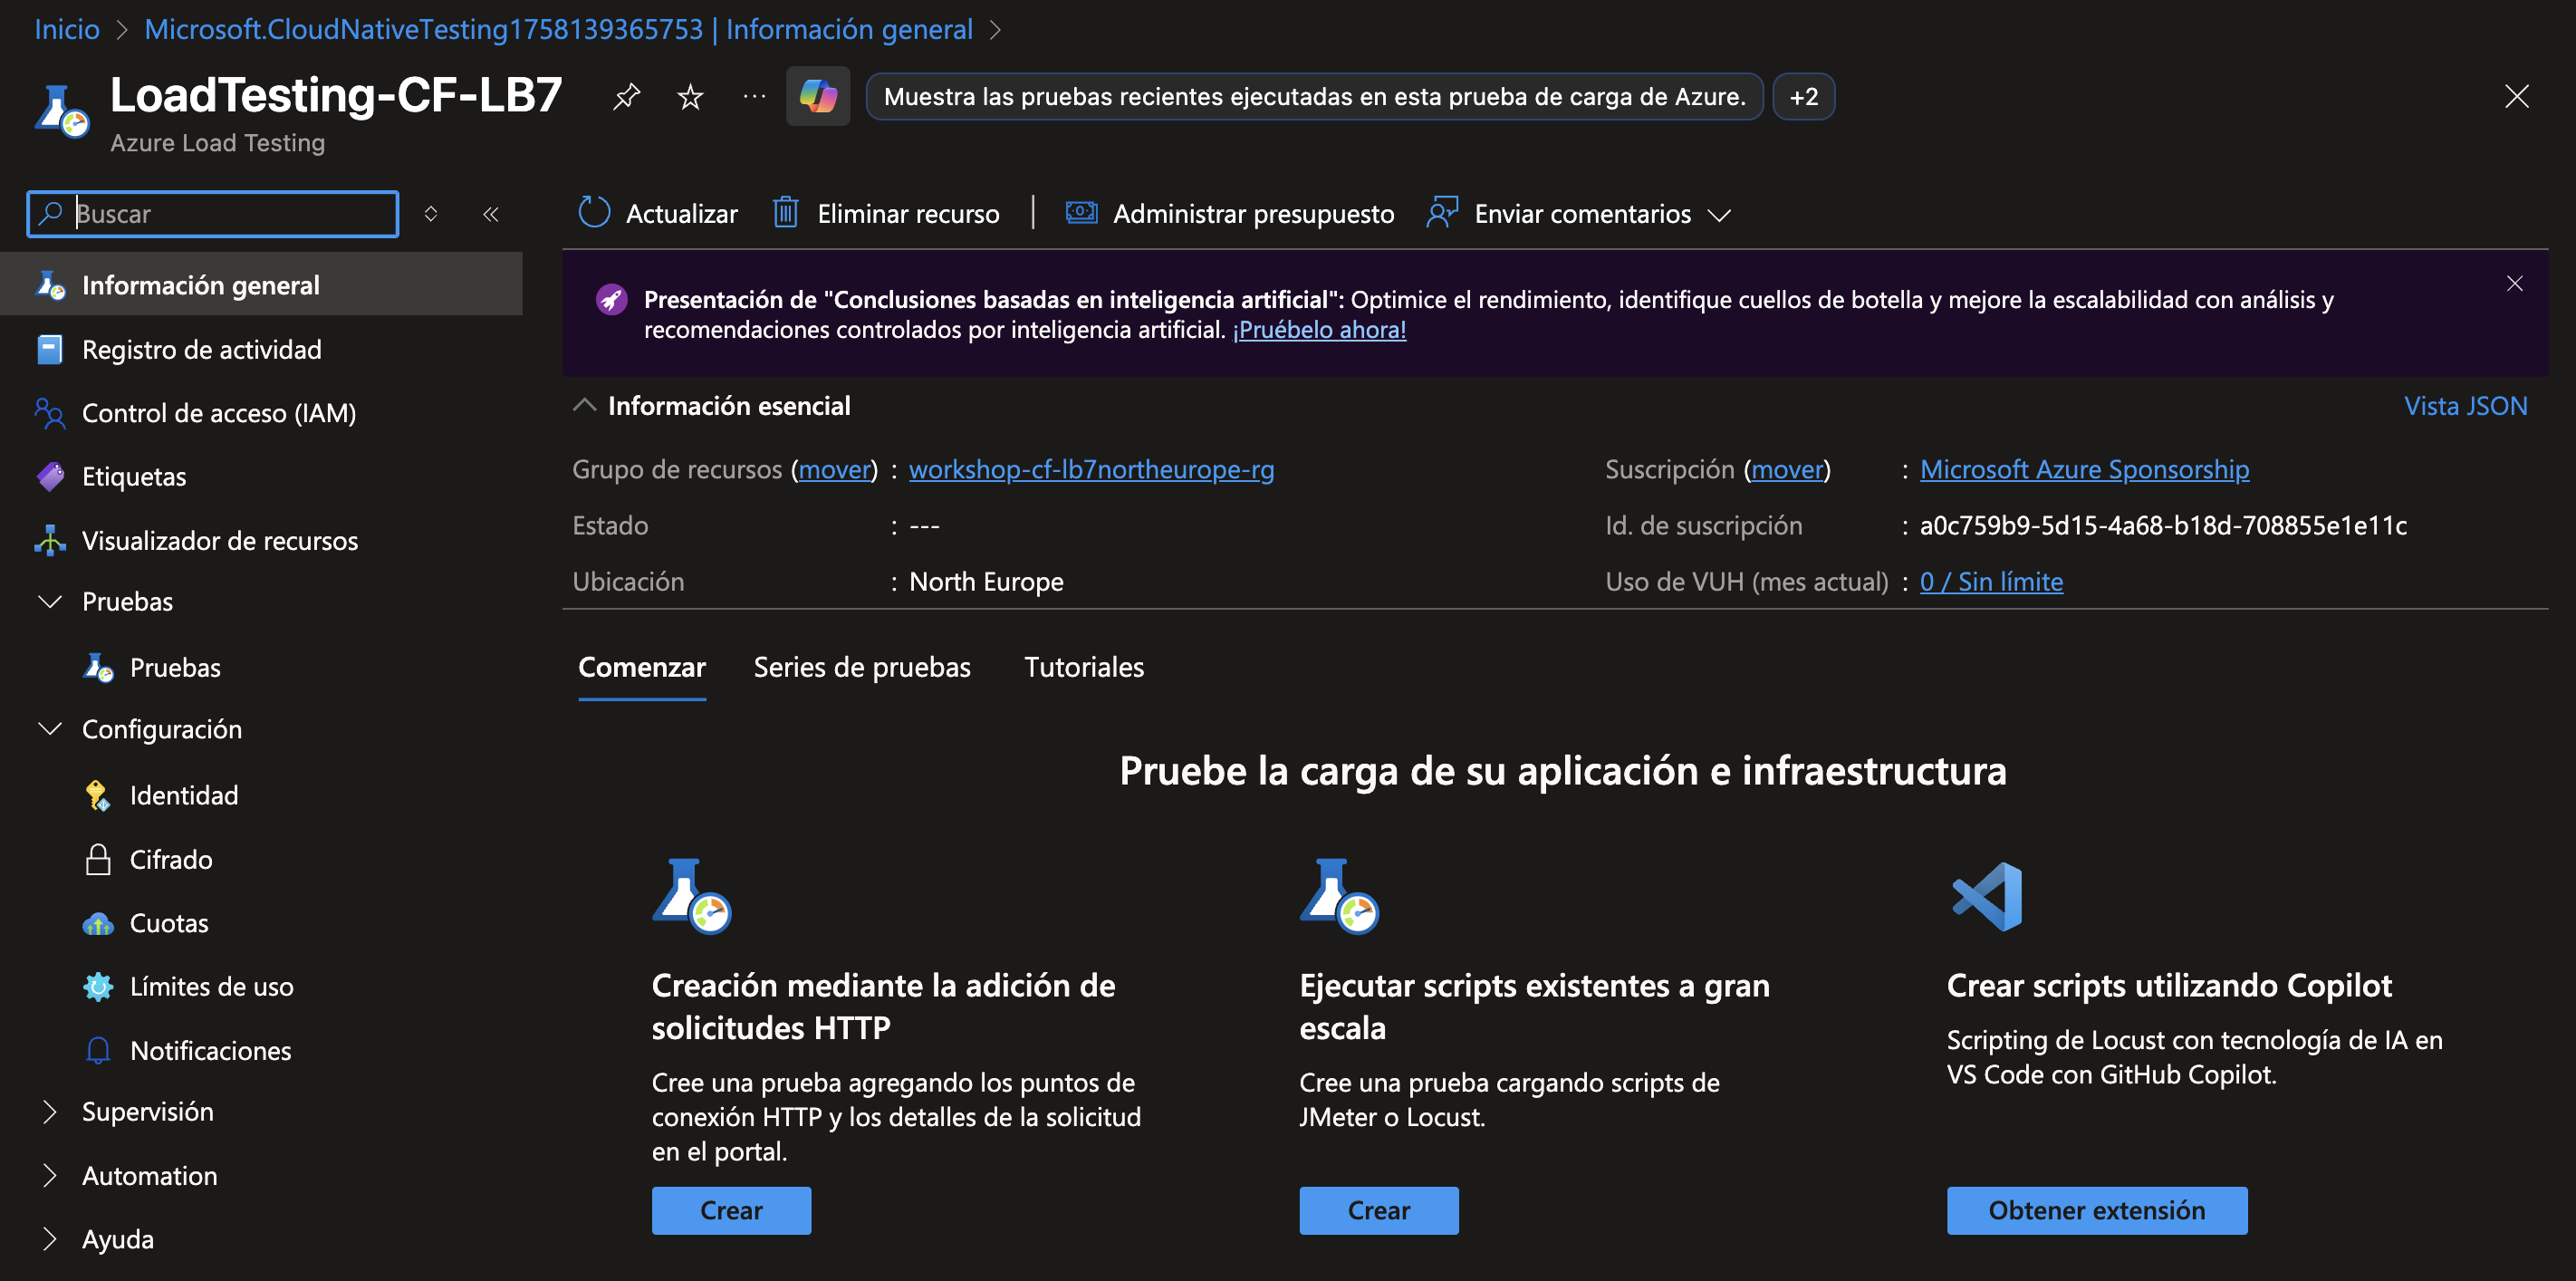 Inicio > Microsoft.CloudNativeTesting1758139365753 | Información general >
LoadTesting-CF-LB7
Azure Load Testing
Muestra las pruebas recientes ejecutadas en esta prueba de carga de Azure.
+2
Buscar
Información general
Registro de actividad
Control de acceso (IAM)
Etiquetas
Visualizador de recursos
Pruebas
Pruebas
Configuración
Identidad
Cifrado
Cuotas
Límites de uso
Notificaciones
Supervisión
Automation
Ayuda
Actualizar
Eliminar recurso
Administrar presupuesto
Enviar comentarios
Presentación de "Conclusiones basadas en inteligencia artificial": Optimice el rendimiento, identifique cuellos de botella y mejore la escalabilidad con análisis y
recomendaciones controlados por inteligencia artificial. ¡Pruébelo ahora!
Información esencial
Vista JSON
Grupo de recursos (mover) : workshop-cf-lb7northeurope-rg
Estado : ---
Ubicación : North Europe
Suscripción (mover) : Microsoft Azure Sponsorship
Id. de suscripción : a0c759b9-5d15-4a68-b18d-708855e1e11c
Uso de VUH (mes actual) : 0 / Sin límite
Comenzar
Series de pruebas
Tutoriales
Pruebe la carga de su aplicación e infraestructura
Creación mediante la adición de
solicitudes HTTP
Cree una prueba agregando los puntos de
conexión HTTP y los detalles de la solicitud
en el portal.
Crear
Ejecutar scripts existentes a gran
escala
Cree una prueba cargando scripts de
JMeter o Locust.
Crear
Crear scripts utilizando Copilot
Scripting de Locust con tecnología de IA en
VS Code con GitHub Copilot.
Obtener extensión